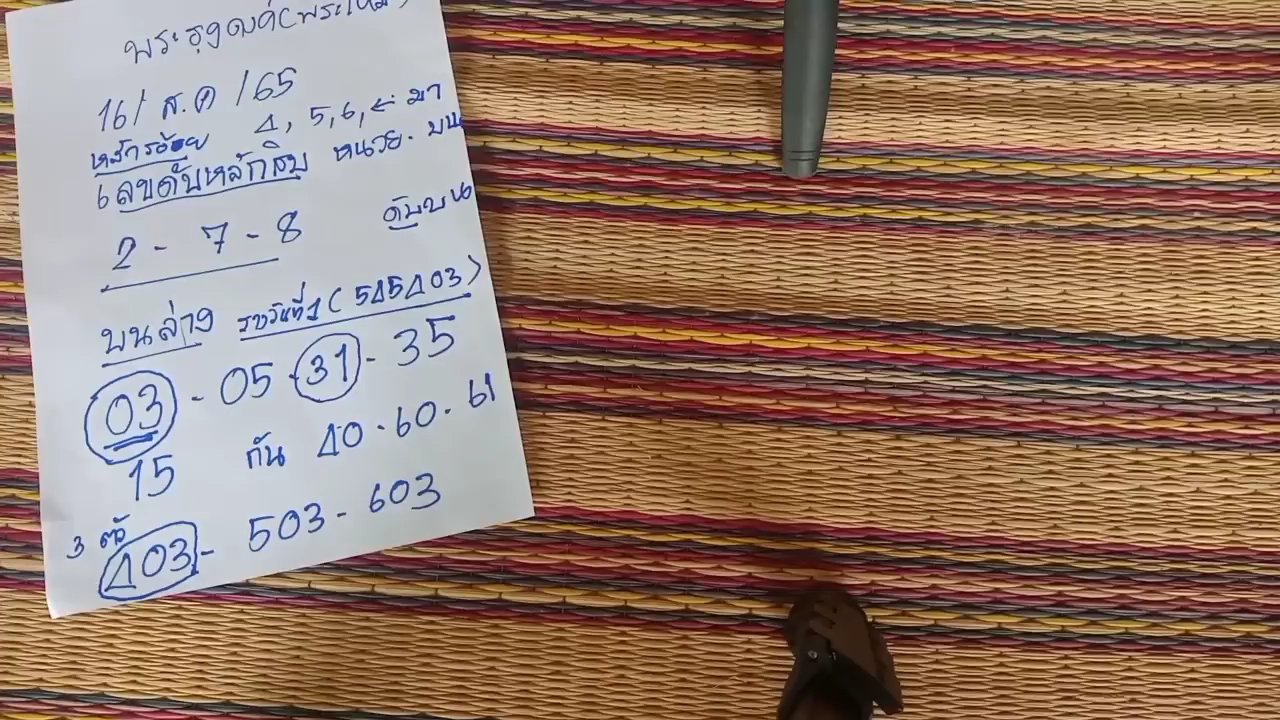 พระธุดงค์(พระใหม่)
16/ ส.ค /65
หลักร้อย 4, 5, 6, มา
เลขดับหลักสิบ หน่วย. บน
2 - 7 - 8 ดับบน
บนล่าง รางวัลที่1 (545403)
03 - 05 - 31 - 35
15 กัน 40 - 60 - 61
3 ตัว
403 - 503 - 603